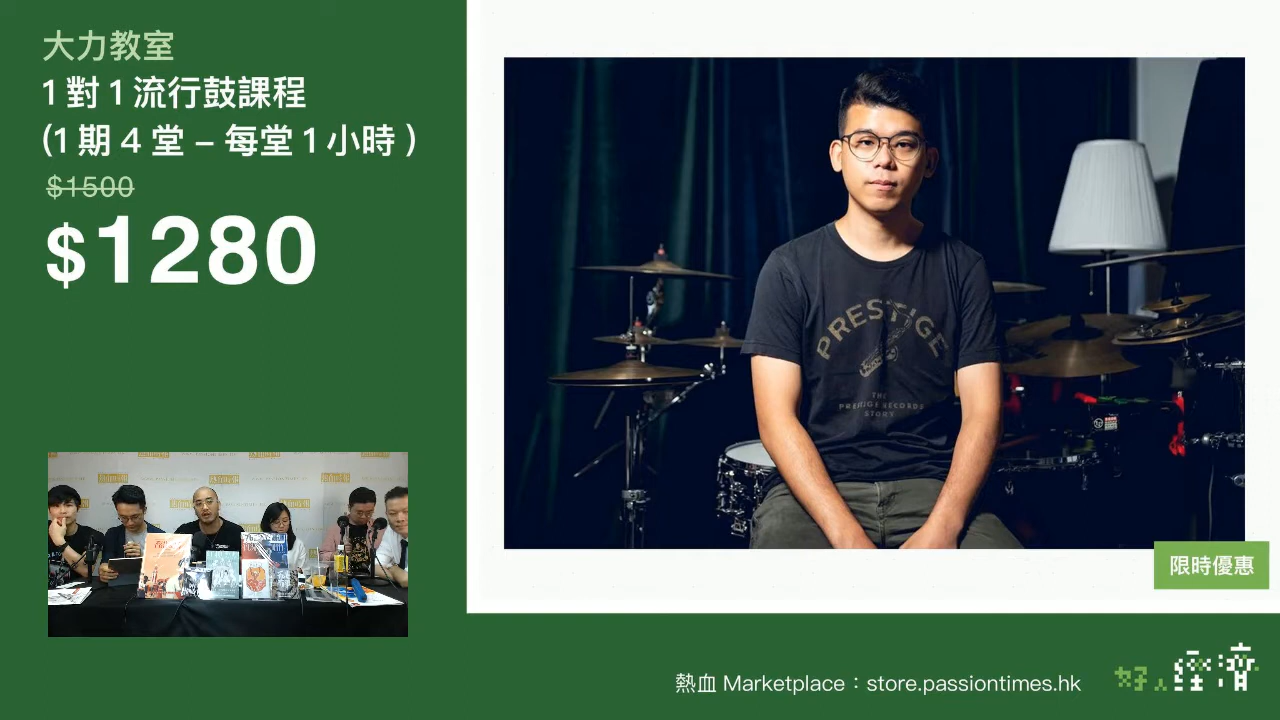 大力教室
1 對 1 流行鼓課程
(1 期 4 堂 – 每堂 1 小時 )
$1500
$1280
PRESTIGE
THE
PRESTIGE RECORDS
STORY
限時優惠
熱血 Marketplace：store.passiontimes.hk
好人經濟